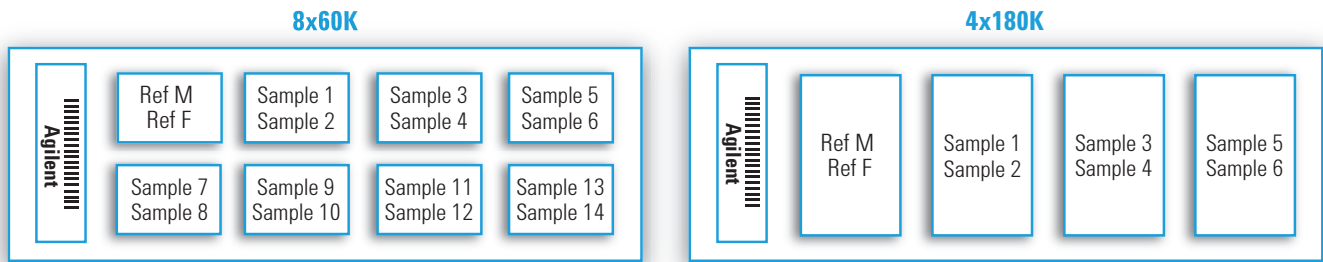 8x60K
Agilent
Ref M
Ref F
Sample 1
Sample 2
Sample 3
Sample 4
Sample 5
Sample 6
Sample 7
Sample 8
Sample 9
Sample 10
Sample 11
Sample 12
Sample 13
Sample 14
4x180K
Agilent
Ref M
Ref F
Sample 1
Sample 2
Sample 3
Sample 4
Sample 5
Sample 6